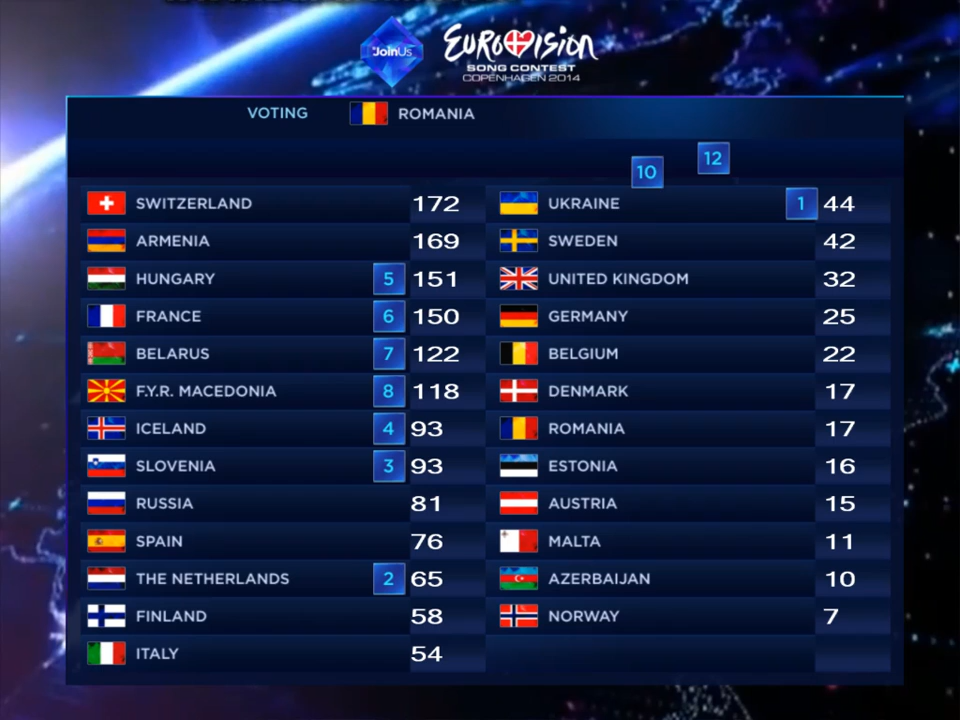 #JoinUs
EUROVISION
SONG CONTEST
COPENHAGEN 2014
VOTING ROMANIA
10 12
SWITZERLAND 172
ARMENIA 169
HUNGARY 5 151
FRANCE 6 150
BELARUS 7 122
F.Y.R. MACEDONIA 8 118
ICELAND 4 93
SLOVENIA 3 93
RUSSIA 81
SPAIN 76
THE NETHERLANDS 2 65
FINLAND 58
ITALY 54
UKRAINE 1 44
SWEDEN 42
UNITED KINGDOM 32
GERMANY 25
BELGIUM 22
DENMARK 17
ROMANIA 17
ESTONIA 16
AUSTRIA 15
MALTA 11
AZERBAIJAN 10
NORWAY 7